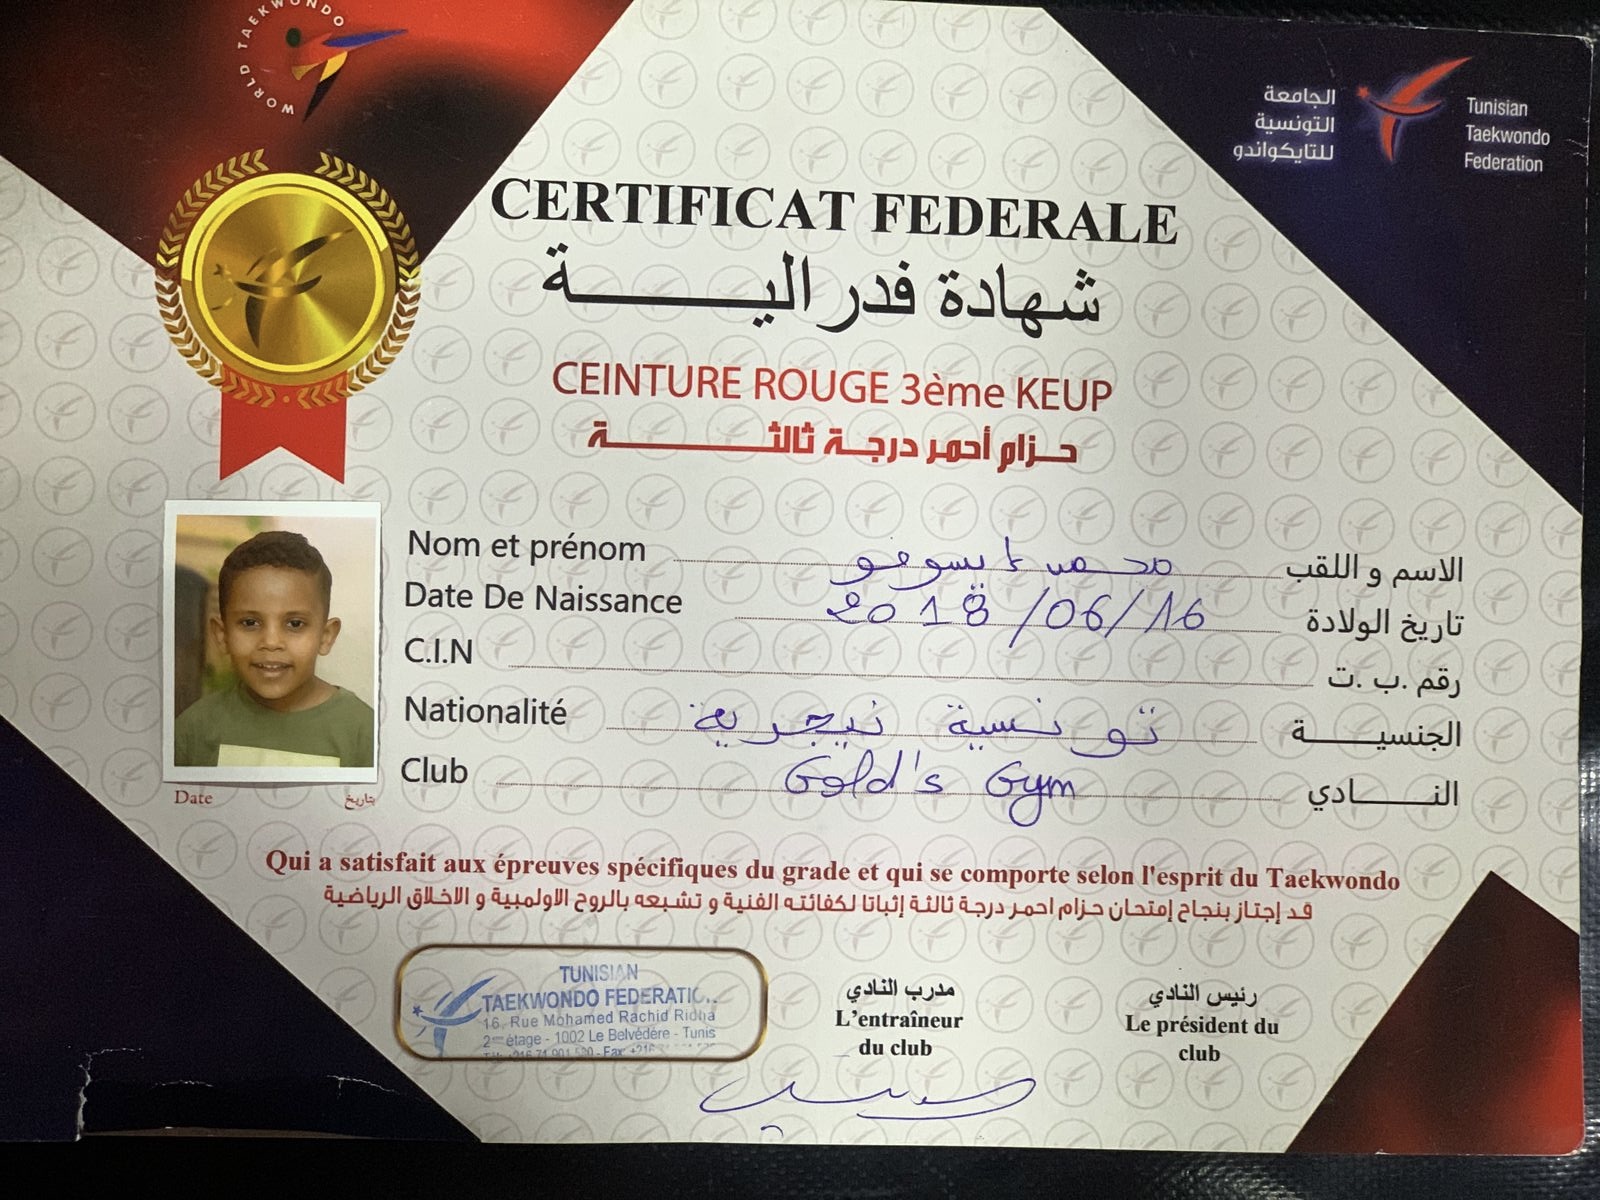 WORLD TAEKWONDO
الجامعة
التونسية
للتايكواندو
Tunisian
Taekwondo
Federation
CERTIFICAT FEDERALE
شهادة فدرالية
CEINTURE ROUGE 3ème KEUP
حزام أحمر درجة ثالثة
Nom et prénom محمد ايسوفو الاسم و اللقب
Date De Naissance 2018/06/16 تاريخ الولادة
C.I.N رقم .ب .ت
Nationalité تونسية نيجرية الجنسية
Club Gold's Gym النادي
Date بتاريخ
Qui a satisfait aux épreuves spécifiques du grade et qui se comporte selon l'esprit du Taekwondo
قد إجتاز بنجاح إمتحان حزام احمر درجة ثالثة إثباتا لكفائته الفنية و تشبعه بالروح الاولمبية و الاخلاق الرياضية
TUNISIAN
TAEKWONDO FEDERATIO
16, Rue Mohamed Rachid Ridha
2ème étage - 1002 Le Belvédère - Tunis
مدرب النادي
L'entraîneur
du club
رئيس النادي
Le président du
club